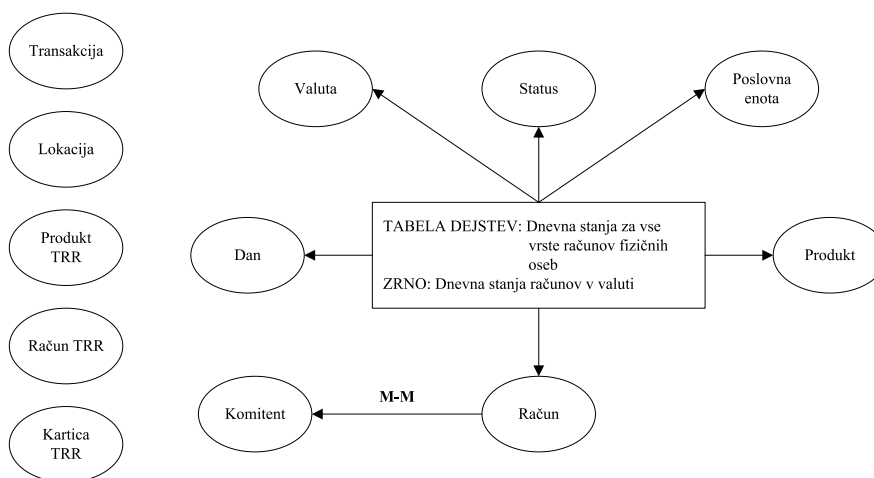 Transakcija
Lokacija
Produkt
TRR
Račun TRR
Kartica
TRR
Valuta
Status
Poslovna
enota
TABELA DEJSTEV: Dnevna stanja za vse
vrste računov fizičnih
oseb
ZRNO: Dnevna stanja računov v valuti
Dan
Produkt
M-M
Komitent
Račun